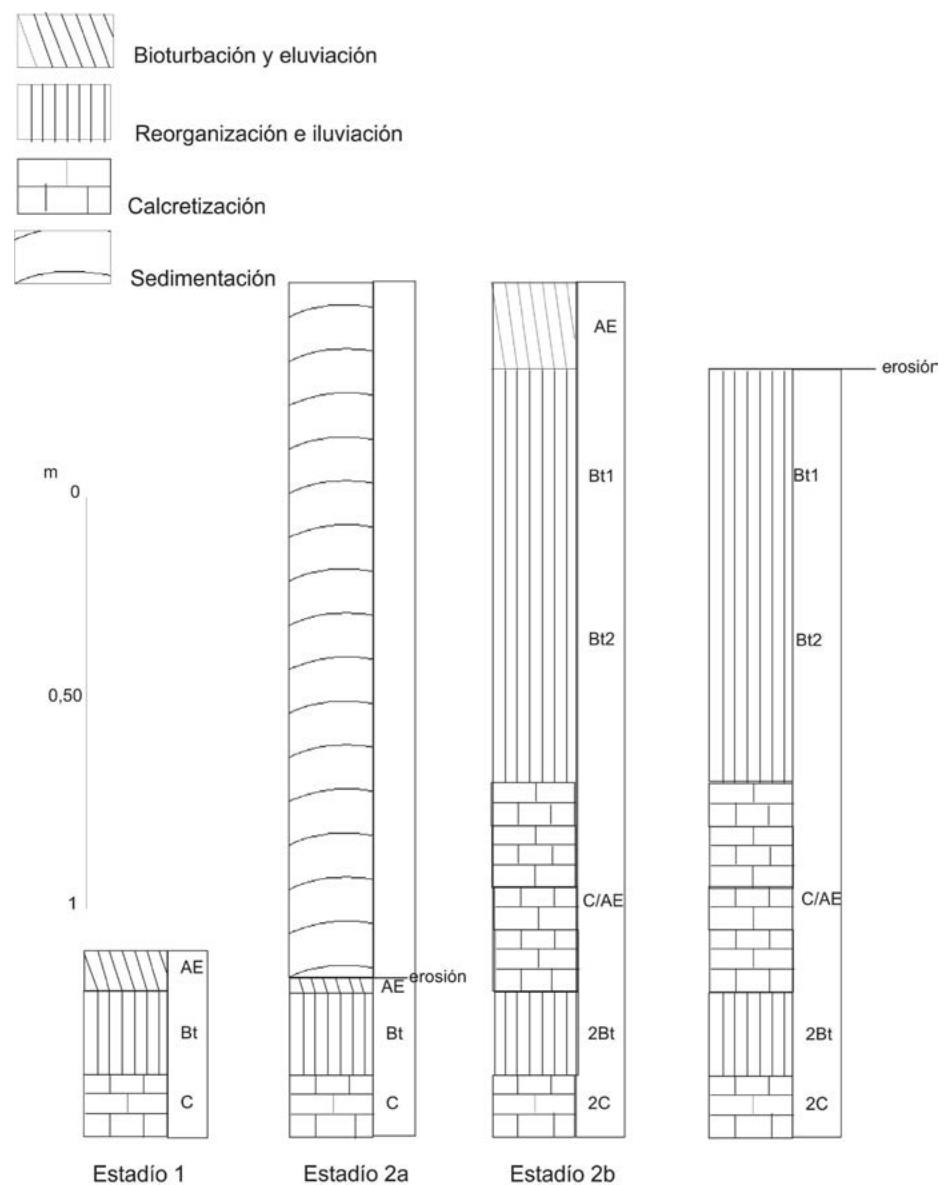 Bioturbación y eluviación
Reorganización e iluviación
Calcretización
Sedimentación
m
0
0,50
1
AE
Bt
C
Estadío 1
erosión
AE
Bt
C
Estadío 2a
AE
Bt1
Bt2
C/AE
2Bt
2C
Estadío 2b
erosión
Bt1
Bt2
C/AE
2Bt
2C